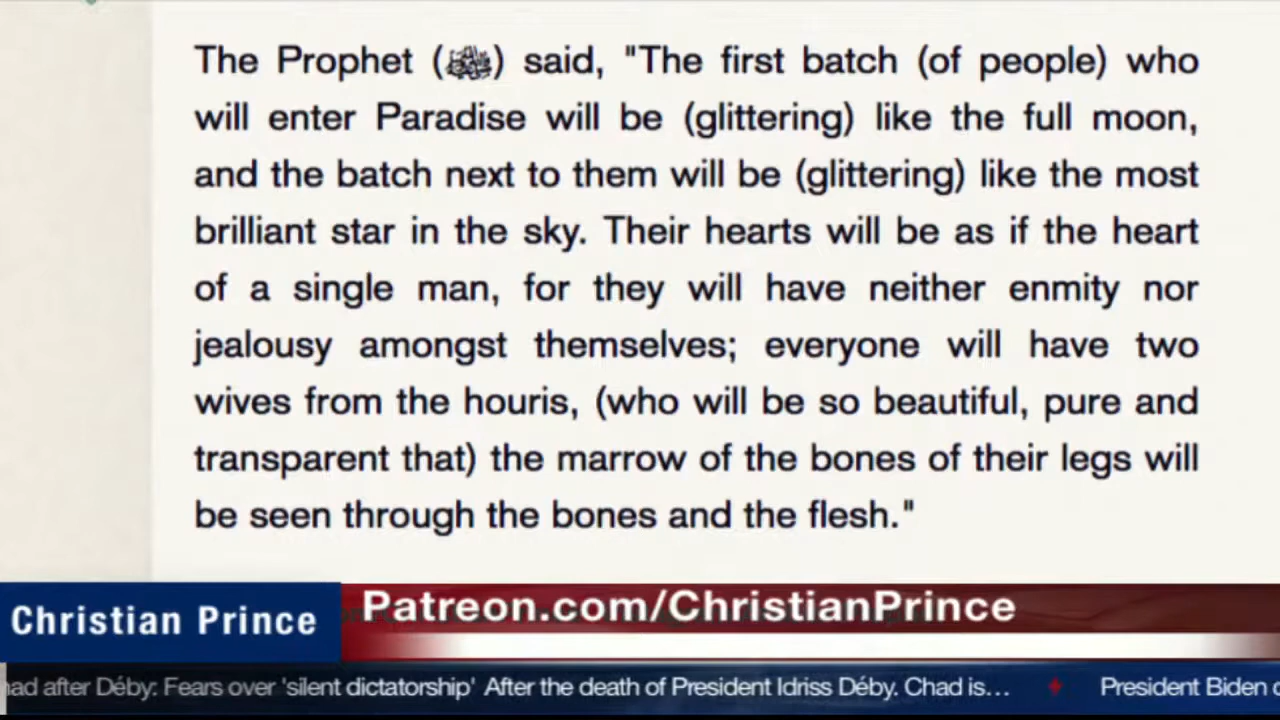 The Prophet (ﷺ) said, "The first batch (of people) who
will enter Paradise will be (glittering) like the full moon,
and the batch next to them will be (glittering) like the most
brilliant star in the sky. Their hearts will be as if the heart
of a single man, for they will have neither enmity nor
jealousy amongst themselves; everyone will have two
wives from the houris, (who will be so beautiful, pure and
transparent that) the marrow of the bones of their legs will
be seen through the bones and the flesh."
Christian Prince
Patreon.com/ChristianPrince
after Déby: Fears over 'silent dictatorship' After the death of President Idriss Déby. Chad is... President Biden